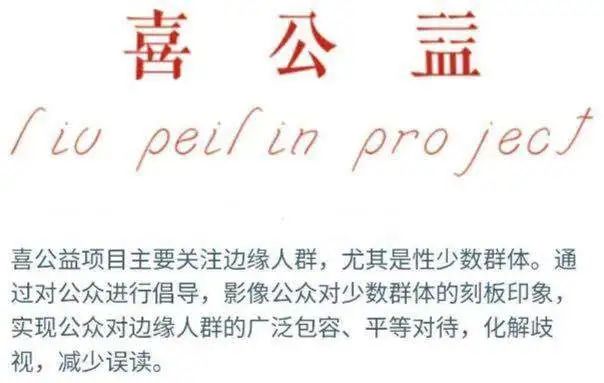 喜公益
liu peilin project
喜公益项目主要关注边缘人群，尤其是性少数群体。通
过对公众进行倡导，影像公众对少数群体的刻板印象，
实现公众对边缘人群的广泛包容、平等对待，化解歧
视，减少误读。